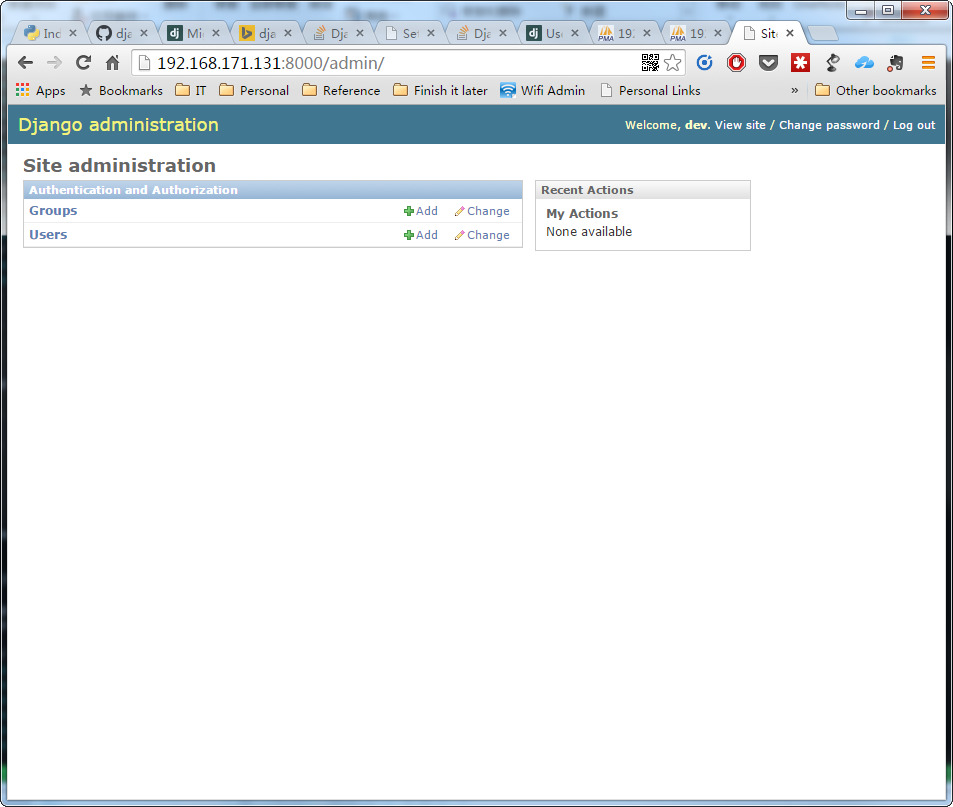 Ind dja Mi dja Dja Se Dja Us 19 19 Site
192.168.171.131:8000/admin/
Apps Bookmarks IT Personal Reference Finish it later Wifi Admin Personal Links » Other bookmarks
Django administration
Welcome, dev. View site / Change password / Log out
Site administration
Authentication and Authorization
Groups Add Change
Users Add Change
Recent Actions
My Actions
None available